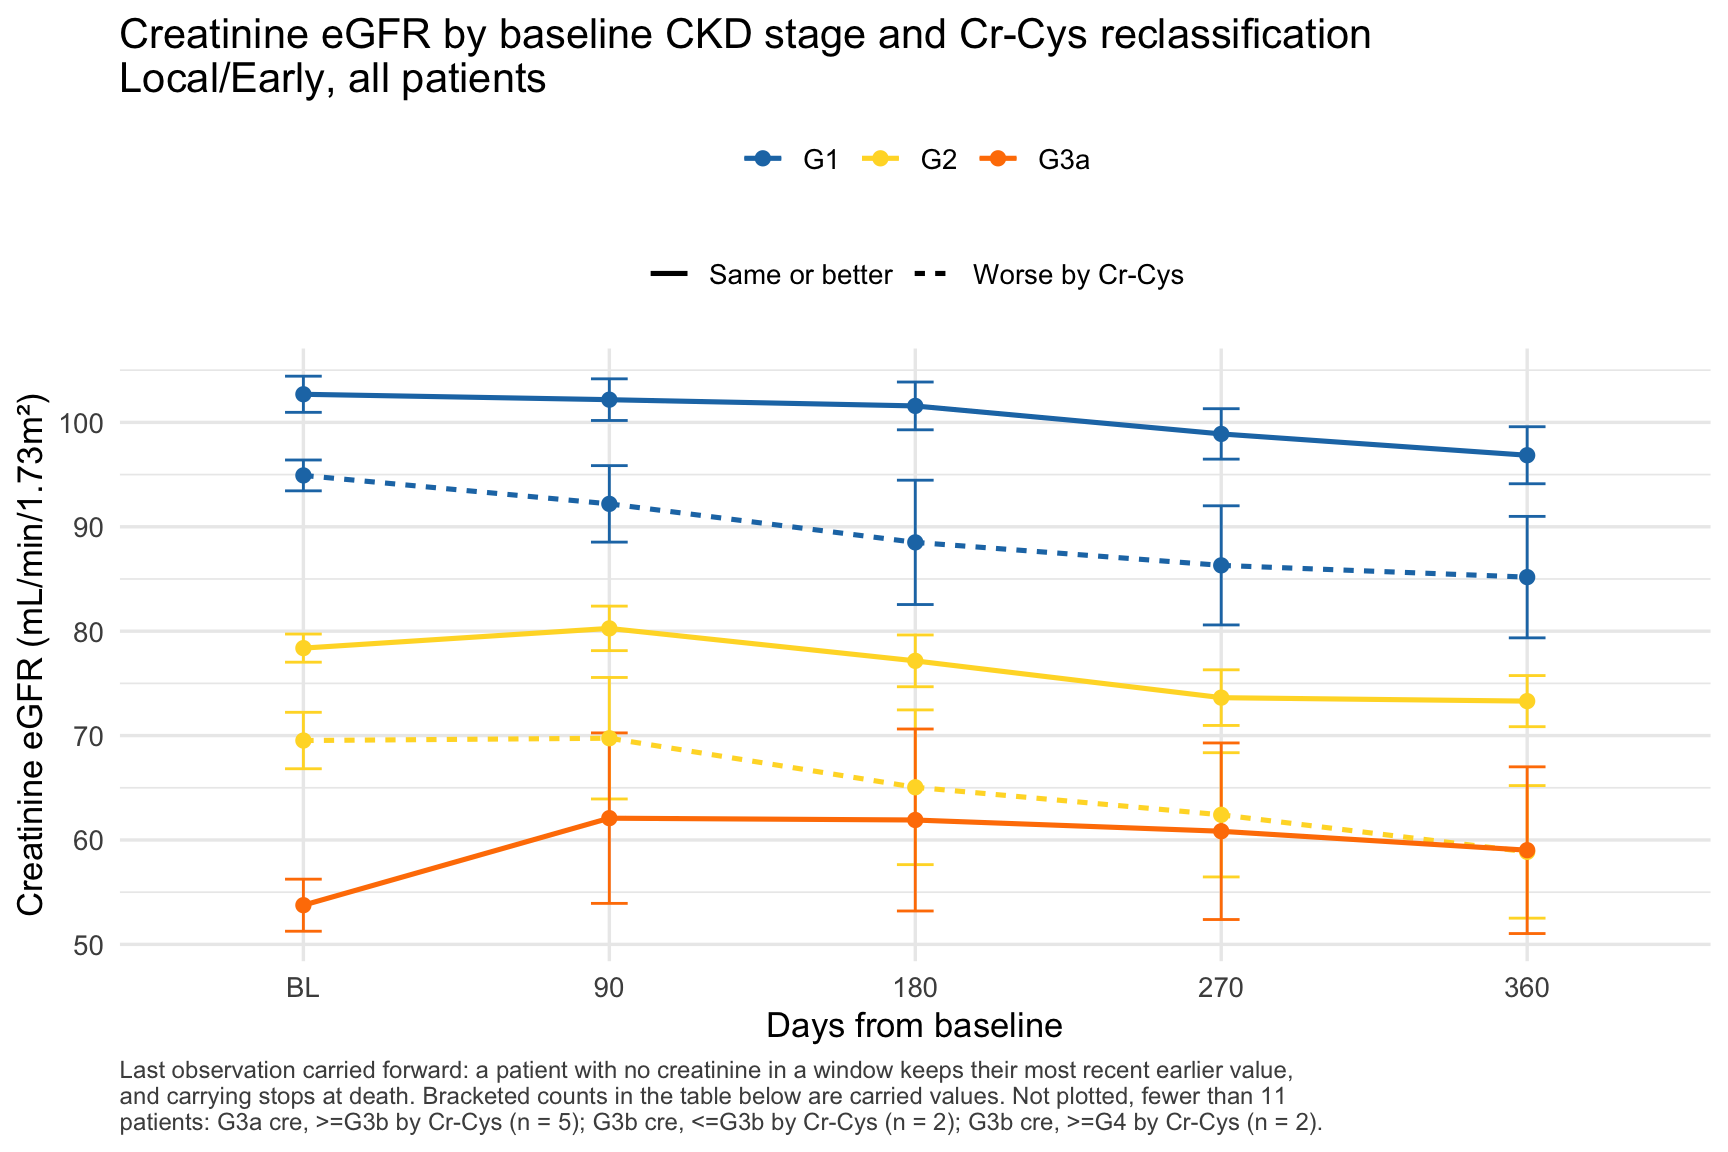 Creatinine eGFR by baseline CKD stage and Cr-Cys reclassification
Local/Early, all patients
G1 G2 G3a
Same or better Worse by Cr-Cys
Creatinine eGFR (mL/min/1.73m²)
100
90
80
70
60
50
BL 90 180 270 360
Days from baseline
Last observation carried forward: a patient with no creatinine in a window keeps their most recent earlier value,
and carrying stops at death. Bracketed counts in the table below are carried values. Not plotted, fewer than 11
patients: G3a cre, >=G3b by Cr-Cys (n = 5); G3b cre, <=G3b by Cr-Cys (n = 2); G3b cre, >=G4 by Cr-Cys (n = 2).